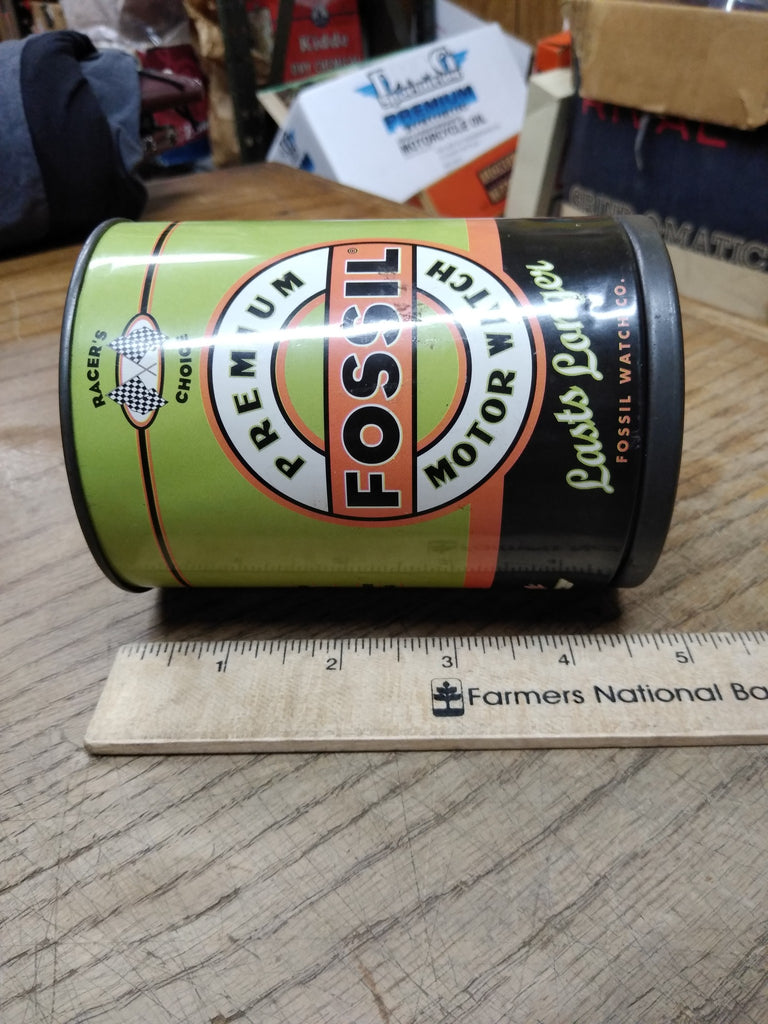 RACER'S
CHOICE
PREMIUM
FOSSIL®
MOTOR WATCH
Lasts Longer
FOSSIL WATCH CO.
1 2 3 4 5
Farmers National Ba
Kidde
PREMIUM
MOTORCYCLE OIL